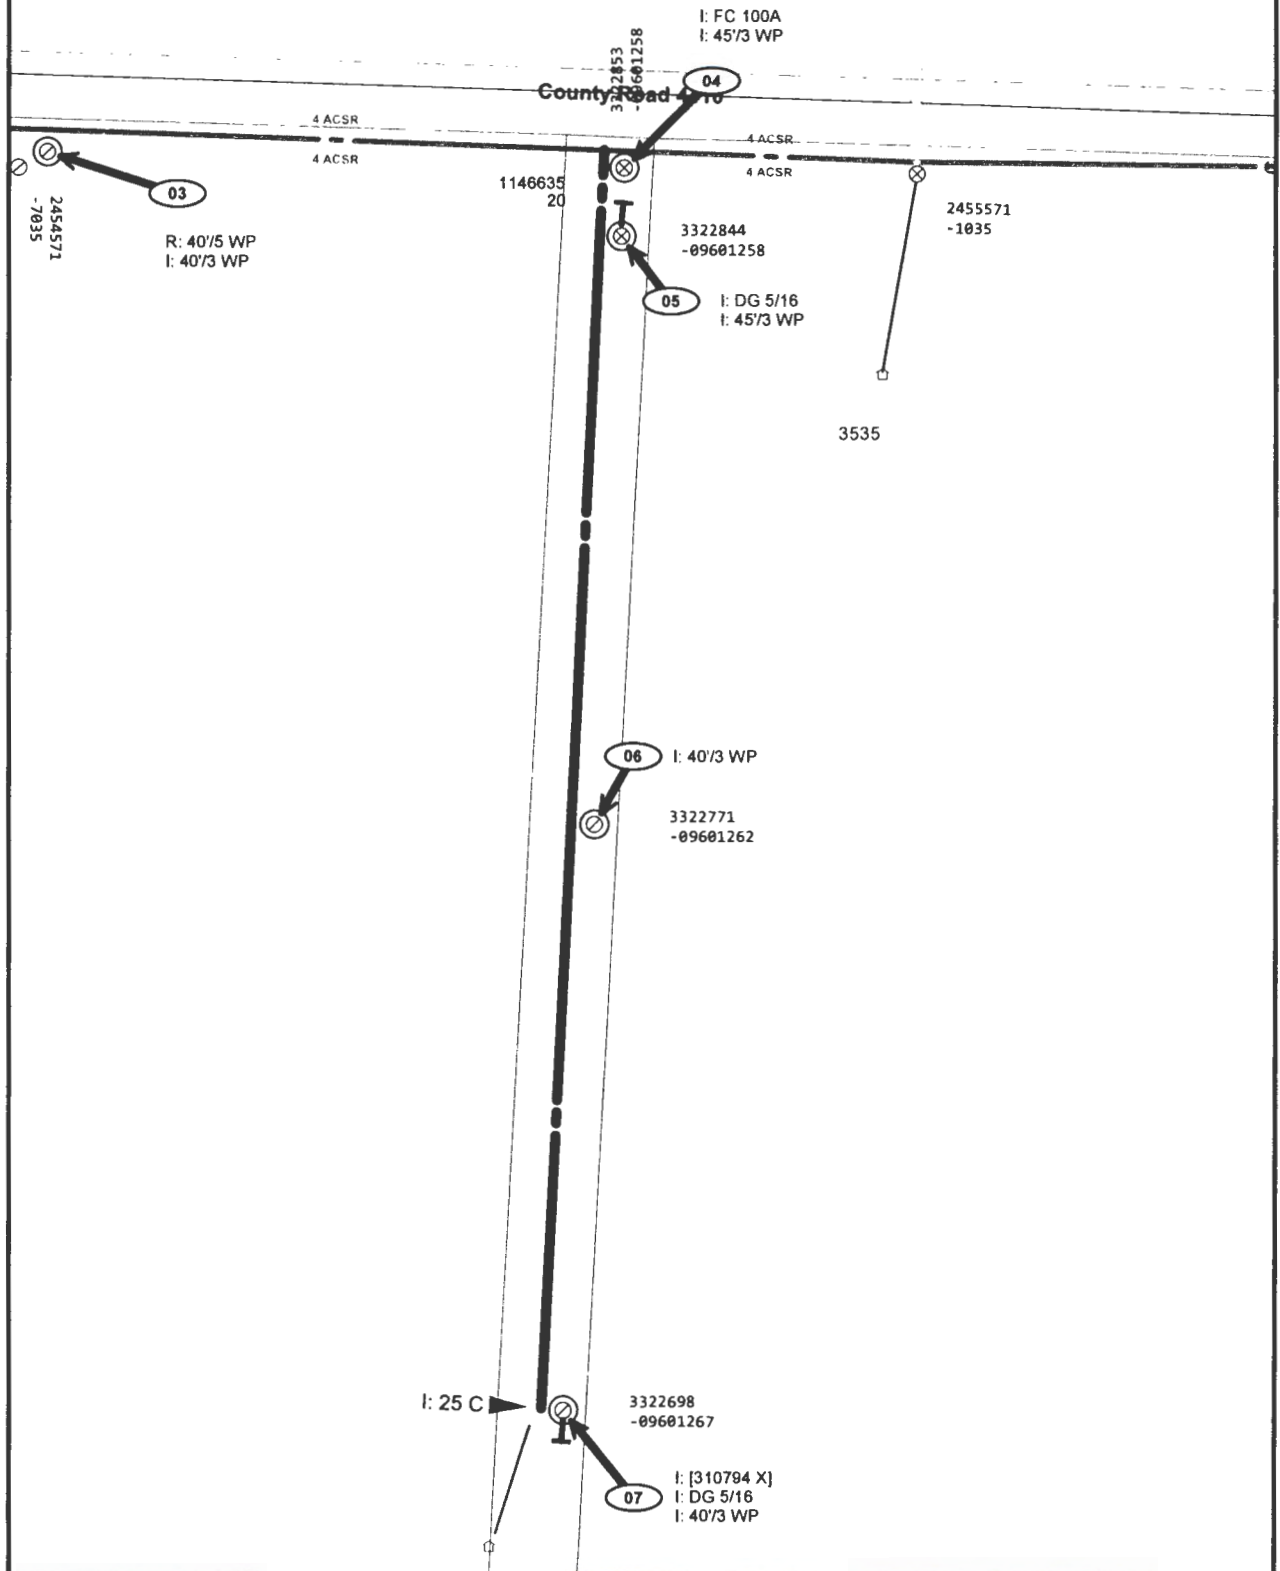 I: FC 100A
I: 45'/3 WP
3322853
-09601258
04
County Road
4 ACSR
4 ACSR
4 ACSR
4 ACSR
03
2454571
-7035
R: 40'/5 WP
I: 40'/3 WP
1146635
20
3322844
-09601258
05
I: DG 5/16
I: 45'/3 WP
2455571
-1035
3535
06
I: 40'/3 WP
3322771
-09601262
I: 25 C
3322698
-09601267
07
I: [310794 X]
I: DG 5/16
I: 40'/3 WP